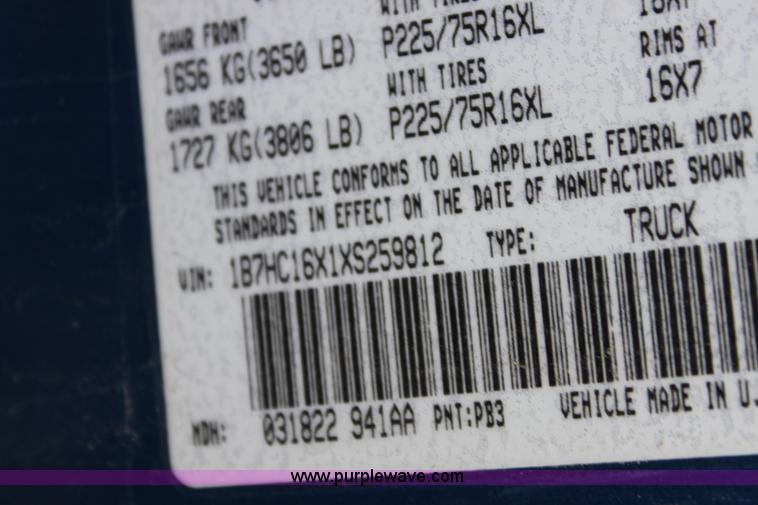 GAWR FRONT WITH TIRES
1656 KG(3650 LB) P225/75R16XL RIMS AT
GAWR REAR WITH TIRES 16X7
1727 KG(3806 LB) P225/75R16XL
THIS VEHICLE CONFORMS TO ALL APPLICABLE FEDERAL MOTOR
STANDARDS IN EFFECT ON THE DATE OF MANUFACTURE SHOWN
VIN: 1B7HC16X1XS259812 TYPE: TRUCK
MDH: 031822 941AA PNT:PB3 VEHICLE MADE IN U.
www.purplewave.com